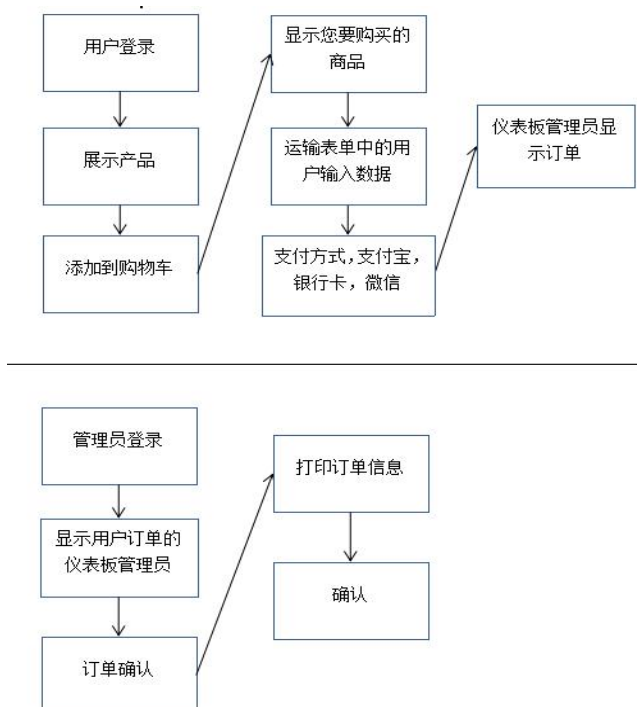 用户登录
展示产品
添加到购物车
显示您要购买的
商品
运输表单中的用
户输入数据
支付方式，支付宝，
银行卡，微信
仪表板管理员显
示订单
管理员登录
显示用户订单的
仪表板管理员
订单确认
打印订单信息
确认